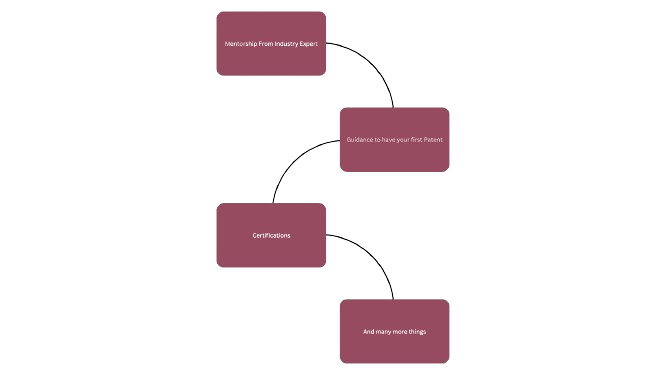 Mentorship From Industry Expert
Guidance to have your first Patent
Certifications
And many more things